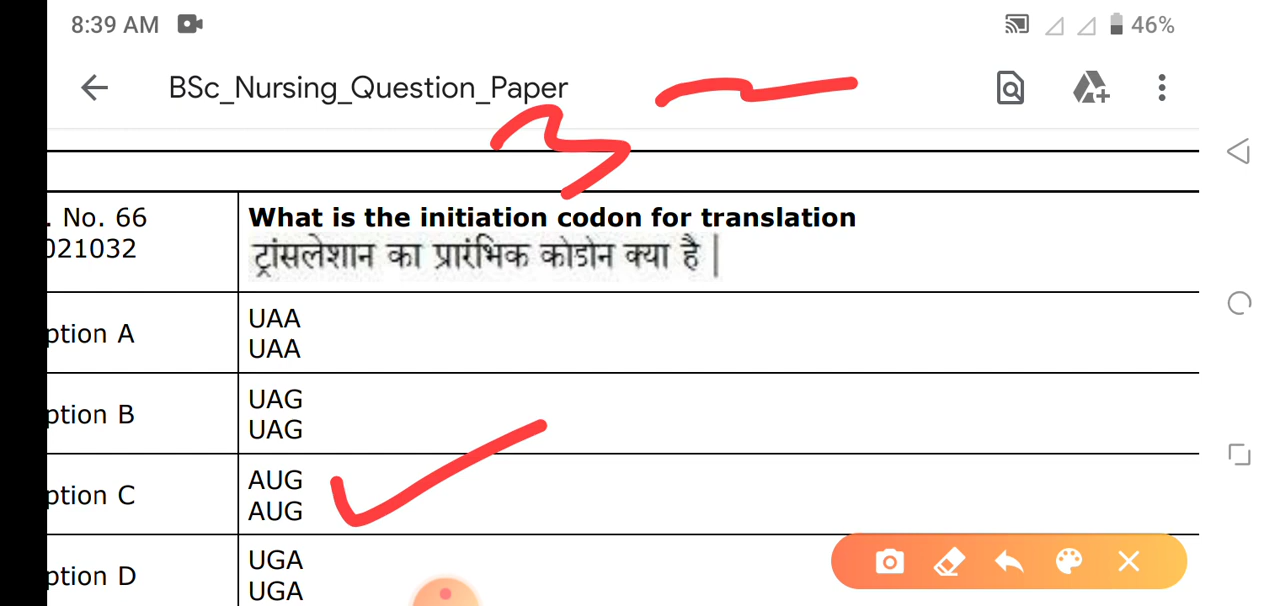 8:39 AM
46%
BSc_Nursing_Question_Paper
. No. 66
021032
What is the initiation codon for translation
ट्रांसलेशान का प्रारंभिक कोडोन क्या है |
ption A
UAA
UAA
ption B
UAG
UAG
ption C
AUG
AUG
ption D
UGA
UGA